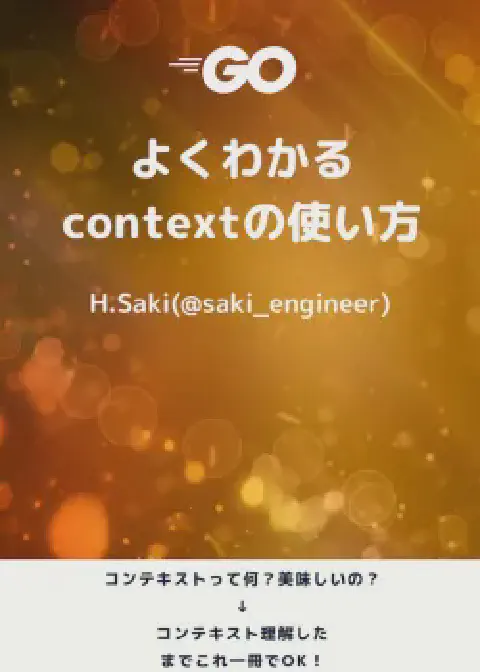 GO
よくわかる
contextの使い方
H.Saki(@saki_engineer)
コンテキストって何？美味しいの？
↓
コンテキスト理解した
までこれ一冊でOK！